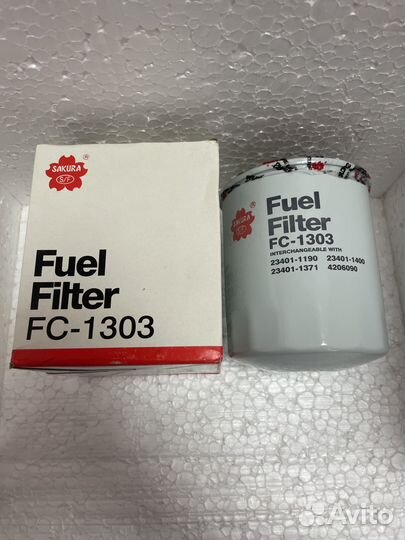 SAKURA
®
S/F
Fuel
Filter
FC-1303
SAKURA
®
S/F
Fuel
Filter
FC-1303
INTERCHANGEABLE WITH
23401-1190 23401-1400
23401-1371 4206090
Avito